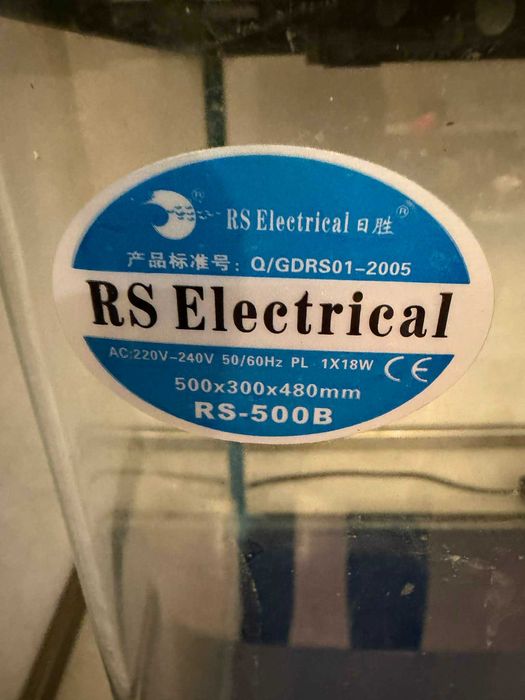 RS Electrical 日胜 ®
产品标准号: Q/GDRS01-2005
RS Electrical
AC:220V-240V 50/60Hz PL 1X18W CE
500x300x480mm
RS-500B